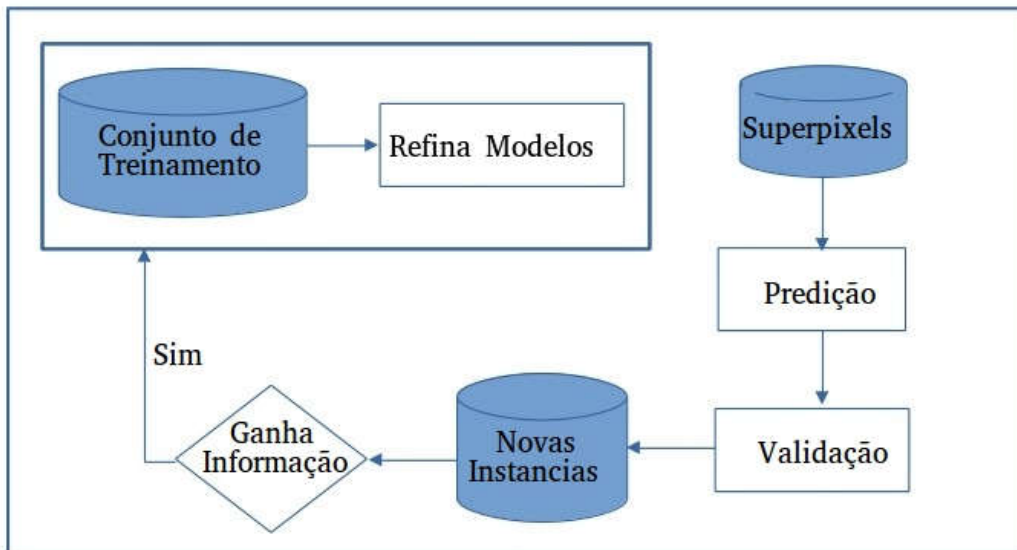 Conjunto de
Treinamento
Refina Modelos
Superpixels
Predição
Sim
Ganha
Informação
Novas
Instancias
Validação